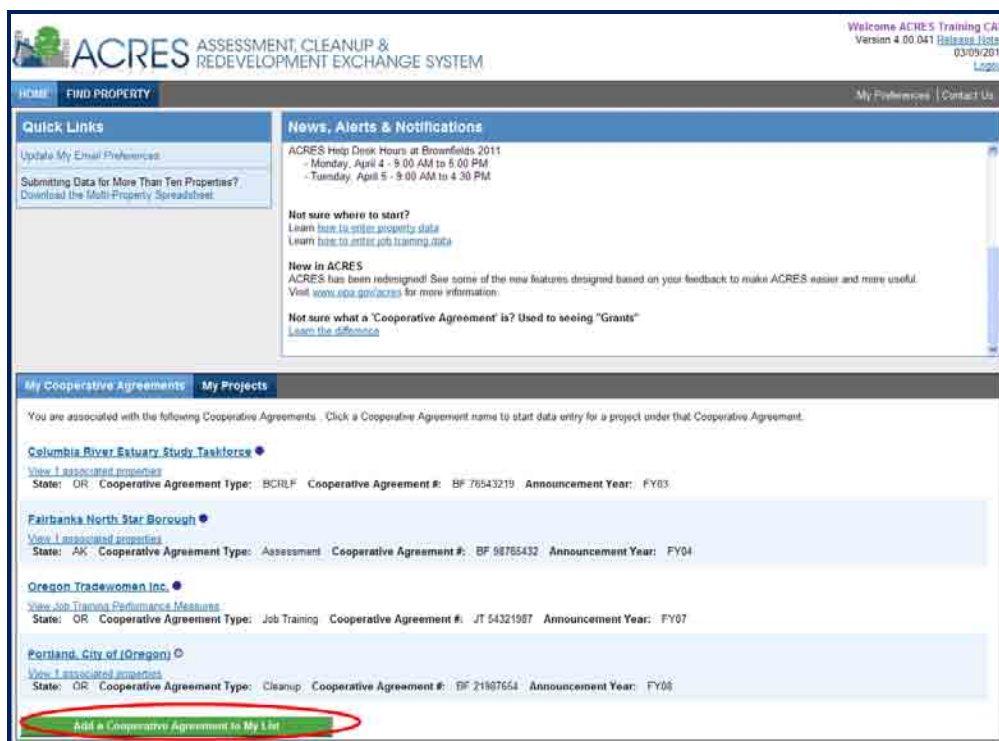 ACRES ASSESSMENT, CLEANUP &
REDEVELOPMENT EXCHANGE SYSTEM
Welcome ACRES Training CA
Version 4.00.041 Release Note
03/09/201
Logou
HOME FIND PROPERTY
My Preferences | Contact Us
Quick Links
Update My Email Preferences
Submitting Data for More Than Ten Properties?
Download the Multi-Property Spreadsheet
News, Alerts & Notifications
ACRES Help Desk Hours at Brownfields 2011
- Monday, April 4 - 9:00 AM to 5:00 PM
- Tuesday, April 5 - 9:00 AM to 4:30 PM
Not sure where to start?
Learn how to enter property data
Learn how to enter job training data
New in ACRES
ACRES has been redesigned! See some of the new features designed based on your feedback to make ACRES easier and more useful.
Visit www.epa.gov/acres for more information.
Not sure what a 'Cooperative Agreement' is? Used to seeing "Grants"
Learn the difference
My Cooperative Agreements My Projects
You are associated with the following Cooperative Agreements . Click a Cooperative Agreement name to start data entry for a project under that Cooperative Agreement.
Columbia River Estuary Study Taskforce
View 1 associated properties
State: OR Cooperative Agreement Type: BCRLF Cooperative Agreement #: BF 76543219 Announcement Year: FY03
Fairbanks North Star Borough
View 1 associated properties
State: AK Cooperative Agreement Type: Assessment Cooperative Agreement #: BF 98765432 Announcement Year: FY04
Oregon Tradewomen Inc.
View Job Training Performance Measures
State: OR Cooperative Agreement Type: Job Training Cooperative Agreement #: JT 54321987 Announcement Year: FY07
Portland, City of (Oregon)
View 1 associated properties
State: OR Cooperative Agreement Type: Cleanup Cooperative Agreement #: BF 21987654 Announcement Year: FY08
Add a Cooperative Agreement to My List